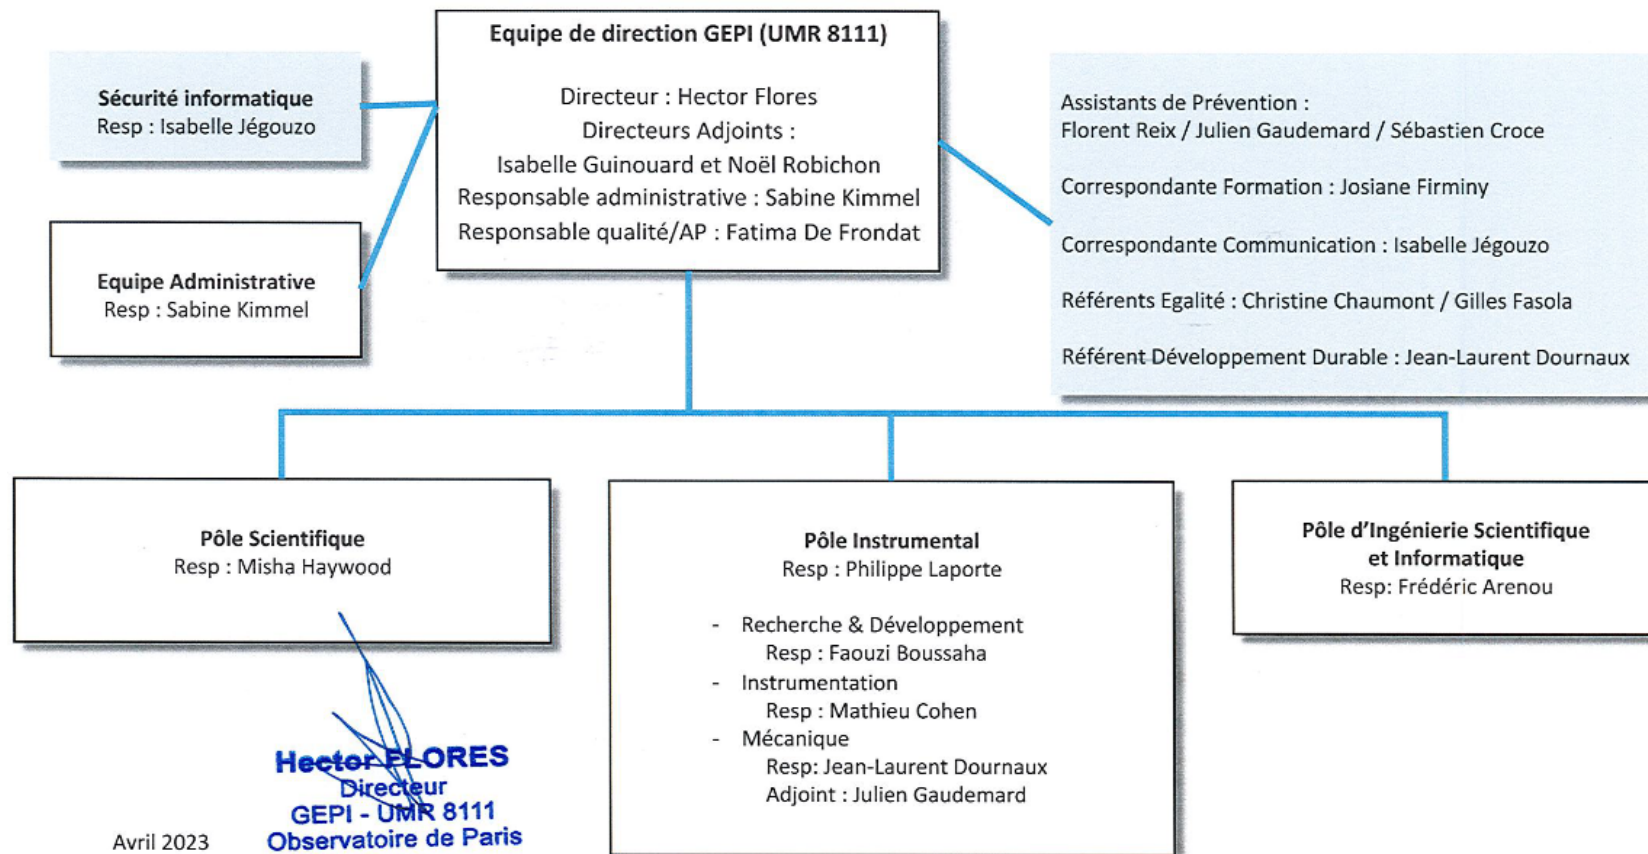 Equipe de direction GEPI (UMR 8111)
Directeur : Hector Flores
Directeurs Adjoints :
Isabelle Guinouard et Noël Robichon
Responsable administrative : Sabine Kimmel
Responsable qualité/AP : Fatima De Frondat
Sécurité informatique
Resp : Isabelle Jégouzo
Equipe Administrative
Resp : Sabine Kimmel
Assistants de Prévention :
Florent Reix / Julien Gaudemard / Sébastien Croce
Correspondante Formation : Josiane Firminy
Correspondante Communication : Isabelle Jégouzo
Référents Egalité : Christine Chaumont / Gilles Fasola
Référent Développement Durable : Jean-Laurent Dournaux
Pôle Scientifique
Resp : Misha Haywood
Pôle Instrumental
Resp : Philippe Laporte
- Recherche & Développement
Resp : Faouzi Boussaha
- Instrumentation
Resp : Mathieu Cohen
- Mécanique
Resp: Jean-Laurent Dournaux
Adjoint : Julien Gaudemard
Pôle d'Ingénierie Scientifique
et Informatique
Resp: Frédéric Arenou
Hector FLORES
Directeur
GEPI - UMR 8111
Observatoire de Paris
Avril 2023